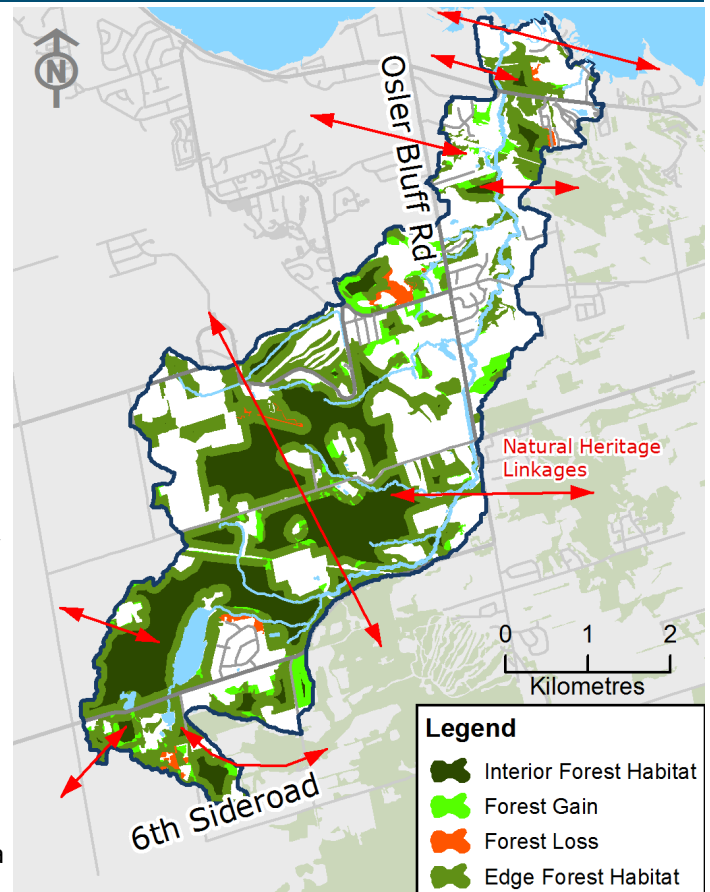 N
Osler Bluff Rd
Natural Heritage
Linkages
0 1 2
Kilometres
6th Sideroad
Legend
Interior Forest Habitat
Forest Gain
Forest Loss
Edge Forest Habitat